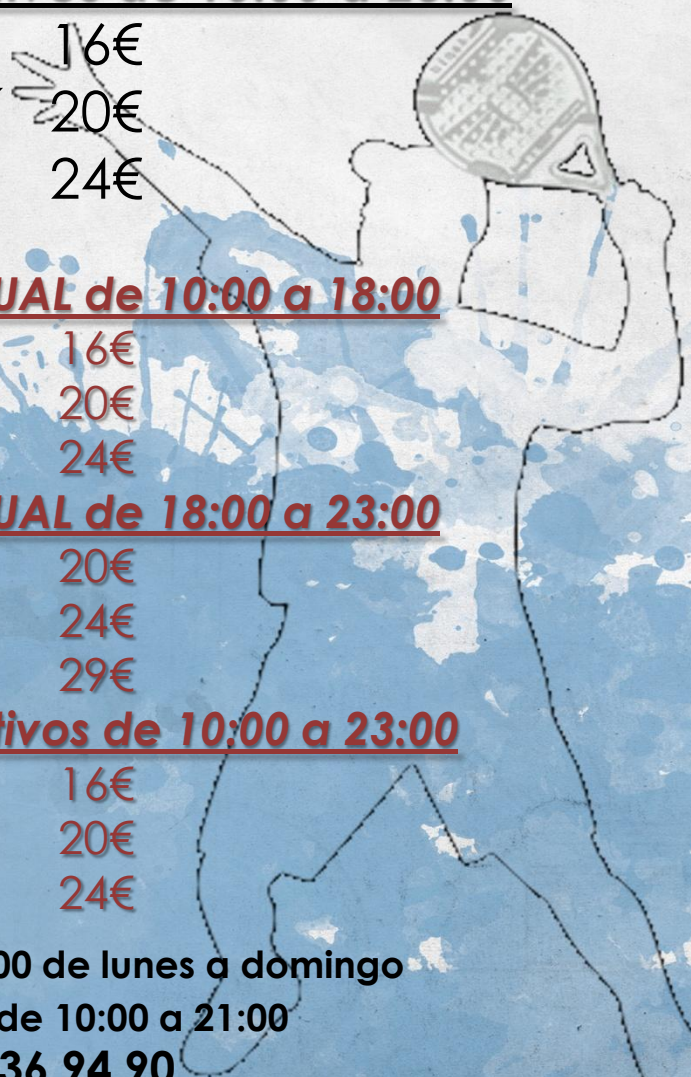 16€
20€
24€
UAL de 10:00 a 18:00
16€
20€
24€
UAL de 18:00 a 23:00
20€
24€
29€
tivos de 10:00 a 23:00
16€
20€
24€
00 de lunes a domingo
de 10:00 a 21:00
36 94 90